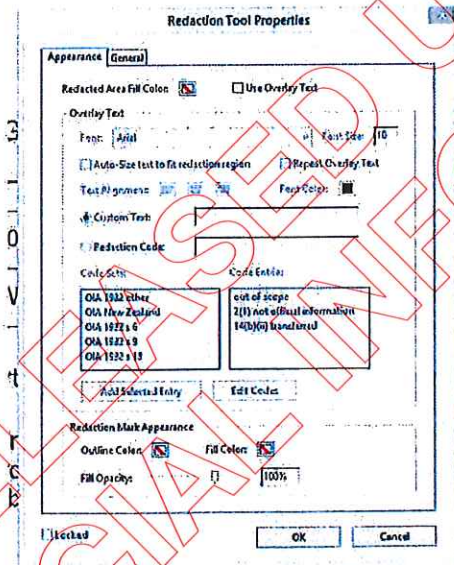 Redaction Tool Properties
Appearance General
Redacted Area Fill Color: Use Overlay Text
Overlay Text
Font: Arial Font Size: 10
Auto-Size text to fit redaction region Repeat Overlay Text
Text Alignment: Font Color:
Custom Text:
Redaction Code:
Code Sets: Code Entries:
OIA 1982 other out of scope
OIA New Zealand 2(1) not official information
OIA 1982 s 6 14(b)(ii) transferred
OIA 1982 s 9
OIA 1982 s 18
Add Selected Entry Edit Codes
Redaction Mark Appearance
Outline Color: Fill Color:
Fill Opacity: 100%
Locked OK Cancel